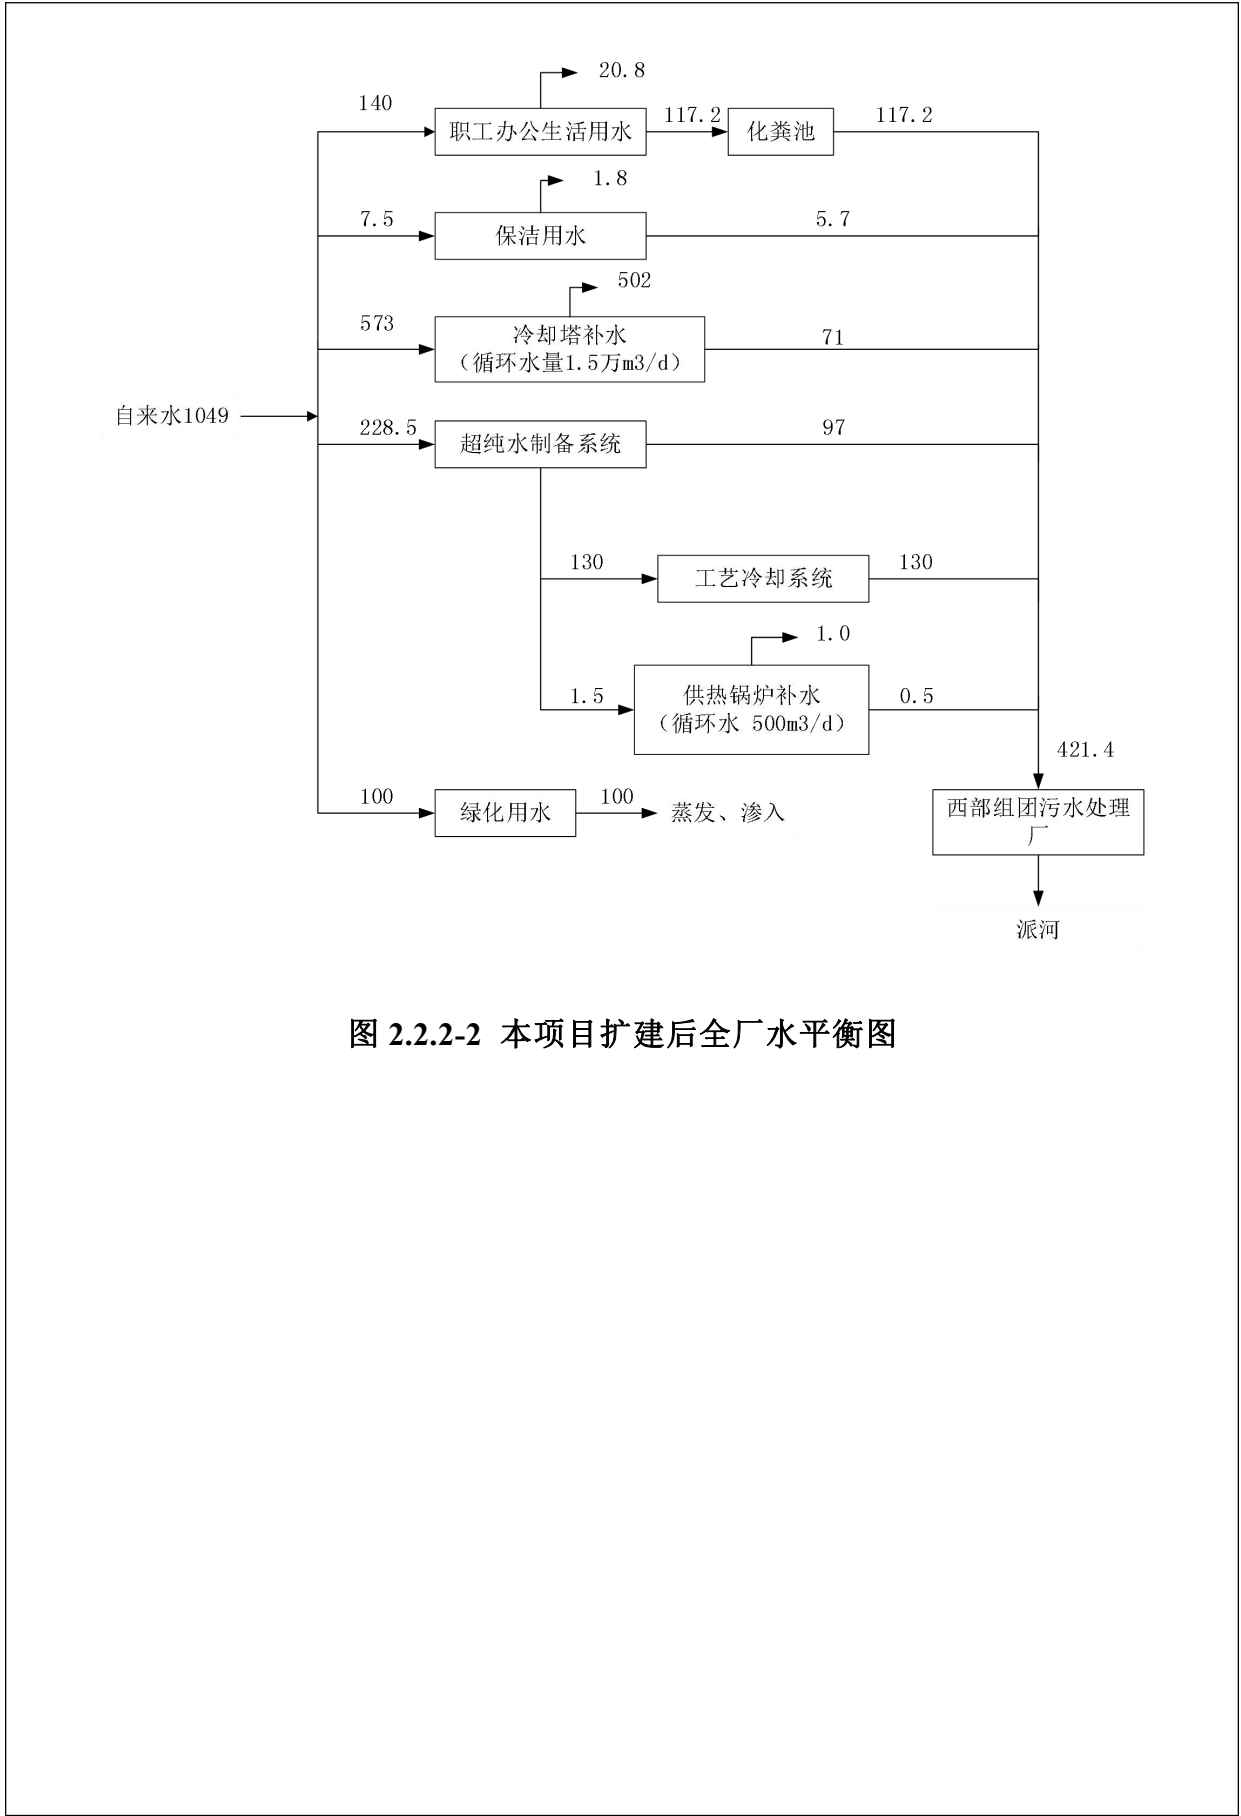 20.8
140
职工办公生活用水
117.2
化粪池
117.2
1.8
7.5
保洁用水
5.7
502
573
冷却塔补水
（循环水量1.5万m3/d）
71
自来水1049
228.5
超纯水制备系统
97
130
工艺冷却系统
130
1.0
1.5
供热锅炉补水
（循环水 500m3/d）
0.5
421.4
100
绿化用水
100
蒸发、渗入
西部组团污水处理
厂
派河
图 2.2.2-2 本项目扩建后全厂水平衡图